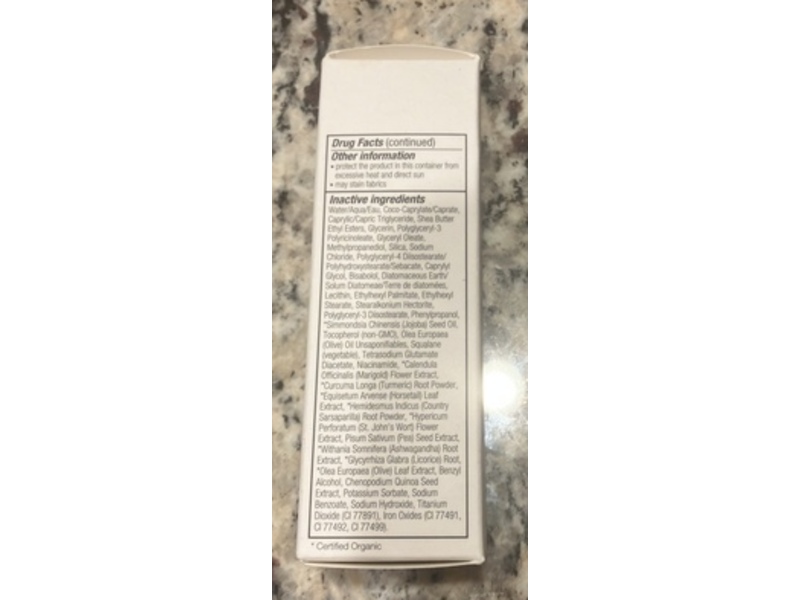 Drug Facts (continued)
Other information
• protect the product in this container from
excessive heat and direct sun
• may stain fabrics
Inactive ingredients
Water/Aqua/Eau, Coco-Caprylate/Caprate,
Caprylic/Capric Triglyceride, Shea Butter
Ethyl Esters, Glycerin, Polyglyceryl-3
Polyricinoleate, Glyceryl Oleate,
Methylpropanediol, Silica, Sodium
Chloride, Polyglyceryl-4 Diisostearate/
Polyhydroxystearate/Sebacate, Caprylyl
Glycol, Bisabolol, Diatomaceous Earth/
Solum Diatomeae/Terre de diatomées,
Lecithin, Ethylhexyl Palmitate, Ethylhexyl
Stearate, Stearalkonium Hectorite,
Polyglyceryl-3 Diisostearate, Phenylpropanol,
*Simmondsia Chinensis (Jojoba) Seed Oil,
Tocopherol (non-GMO), Olea Europaea
(Olive) Oil Unsaponifiables, Squalane
(vegetable), Tetrasodium Glutamate
Diacetate, Niacinamide, *Calendula
Officinalis (Marigold) Flower Extract,
*Curcuma Longa (Turmeric) Root Powder,
*Equisetum Arvense (Horsetail) Leaf
Extract, *Hemidesmus Indicus (Country
Sarsaparilla) Root Powder, *Hypericum
Perforatum (St. John's Wort) Flower
Extract, Pisum Sativum (Pea) Seed Extract,
*Withania Somnifera (Ashwagandha) Root
Extract, *Glycyrrhiza Glabra (Licorice) Root,
*Olea Europaea (Olive) Leaf Extract, Benzyl
Alcohol, Chenopodium Quinoa Seed
Extract, Potassium Sorbate, Sodium
Benzoate, Sodium Hydroxide, Titanium
Dioxide (CI 77891), Iron Oxides (CI 77491,
CI 77492, CI 77499).
* Certified Organic